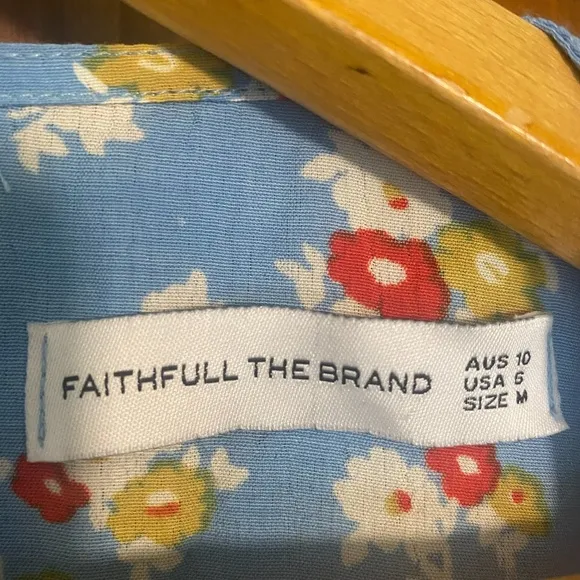 FAITHFULL THE BRAND
AUS 10
USA 6
SIZE M